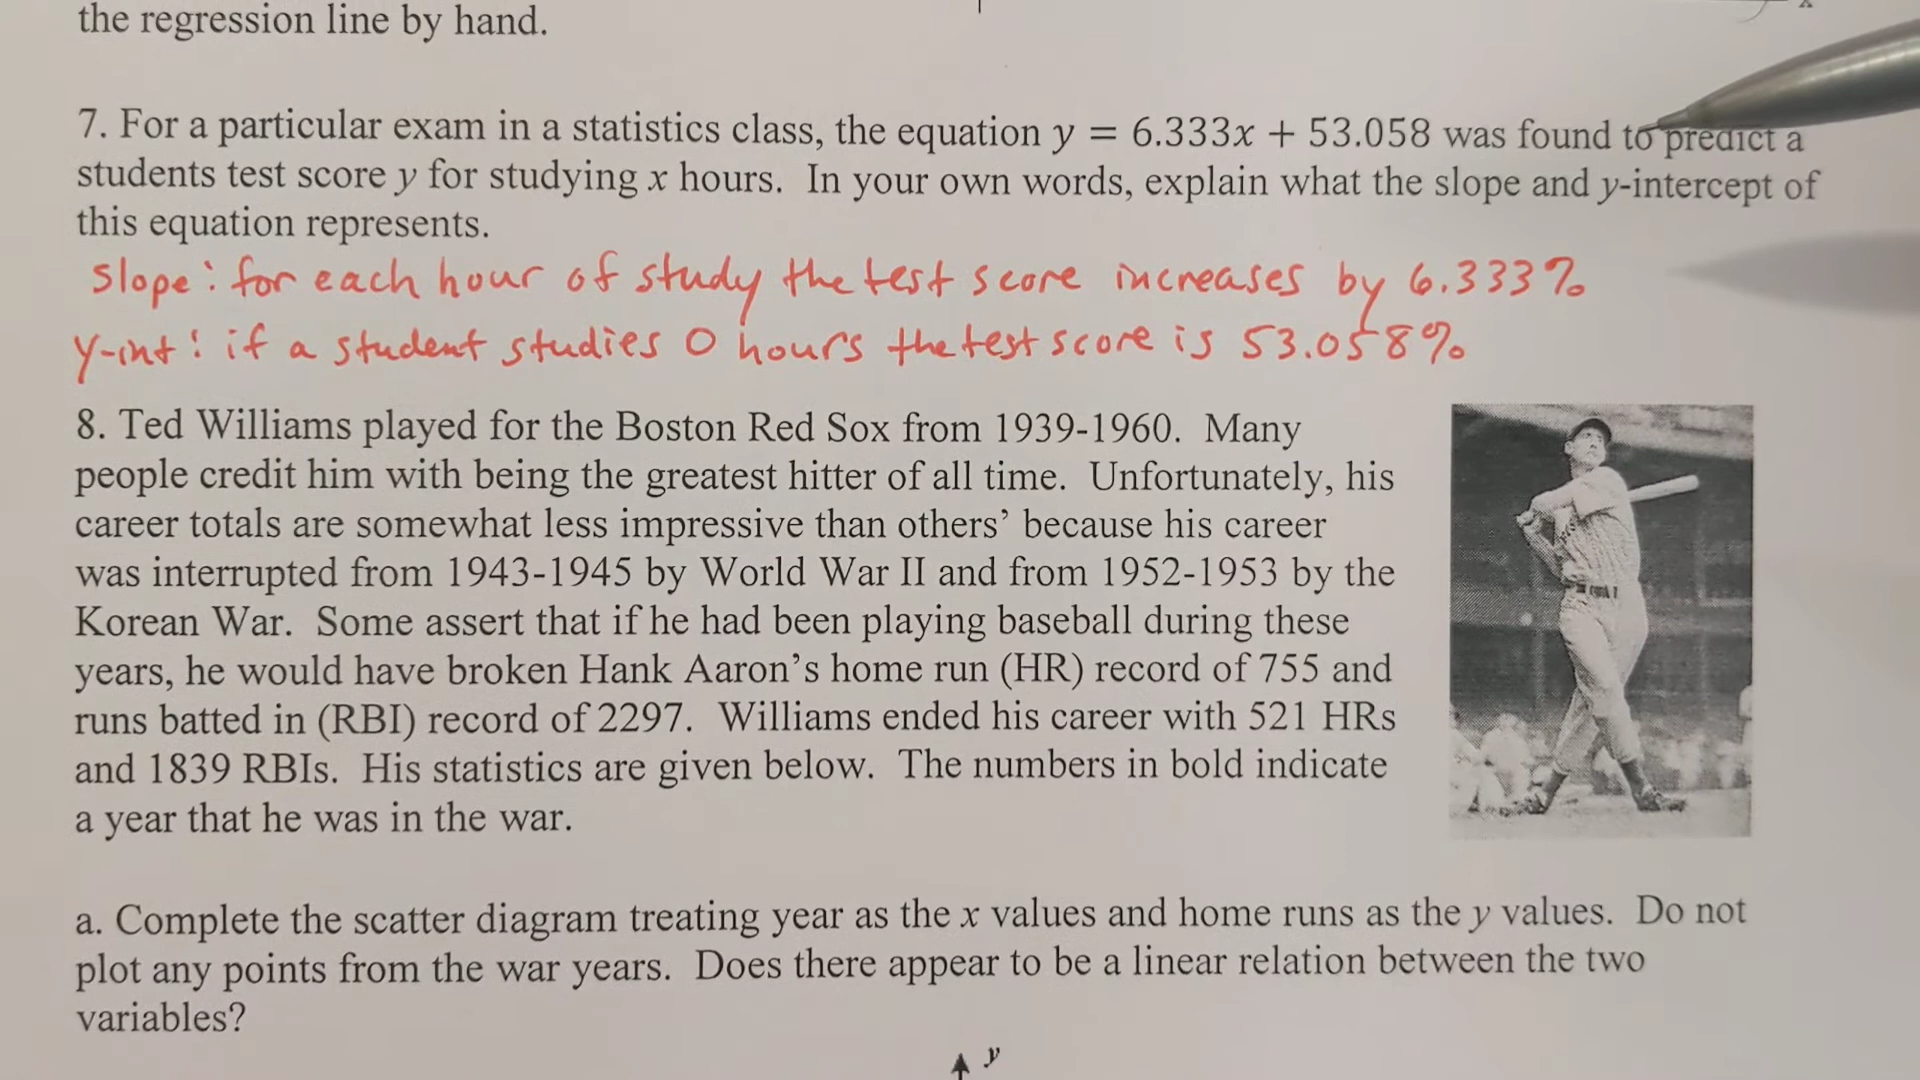 the regression line by hand.
7. For a particular exam in a statistics class, the equation y = 6.333x + 53.058 was found to predict a
students test score y for studying x hours. In your own words, explain what the slope and y-intercept of
this equation represents.
Slope: for each hour of study the test score increases by 6.333%
y-int: if a student studies 0 hours the test score is 53.058%
8. Ted Williams played for the Boston Red Sox from 1939-1960. Many
people credit him with being the greatest hitter of all time. Unfortunately, his
career totals are somewhat less impressive than others' because his career
was interrupted from 1943-1945 by World War II and from 1952-1953 by the
Korean War. Some assert that if he had been playing baseball during these
years, he would have broken Hank Aaron's home run (HR) record of 755 and
runs batted in (RBI) record of 2297. Williams ended his career with 521 HRs
and 1839 RBIs. His statistics are given below. The numbers in bold indicate
a year that he was in the war.
a. Complete the scatter diagram treating year as the x values and home runs as the y values. Do not
plot any points from the war years. Does there appear to be a linear relation between the two
variables?
y